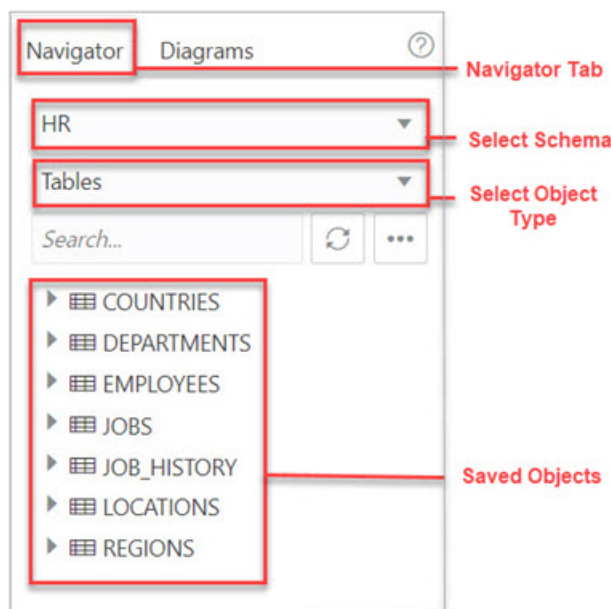 Navigator Diagrams ?
Navigator Tab
HR
Select Schema
Tables
Select Object
Type
Search...
COUNTRIES
DEPARTMENTS
EMPLOYEES
JOBS
JOB_HISTORY
Saved Objects
LOCATIONS
REGIONS